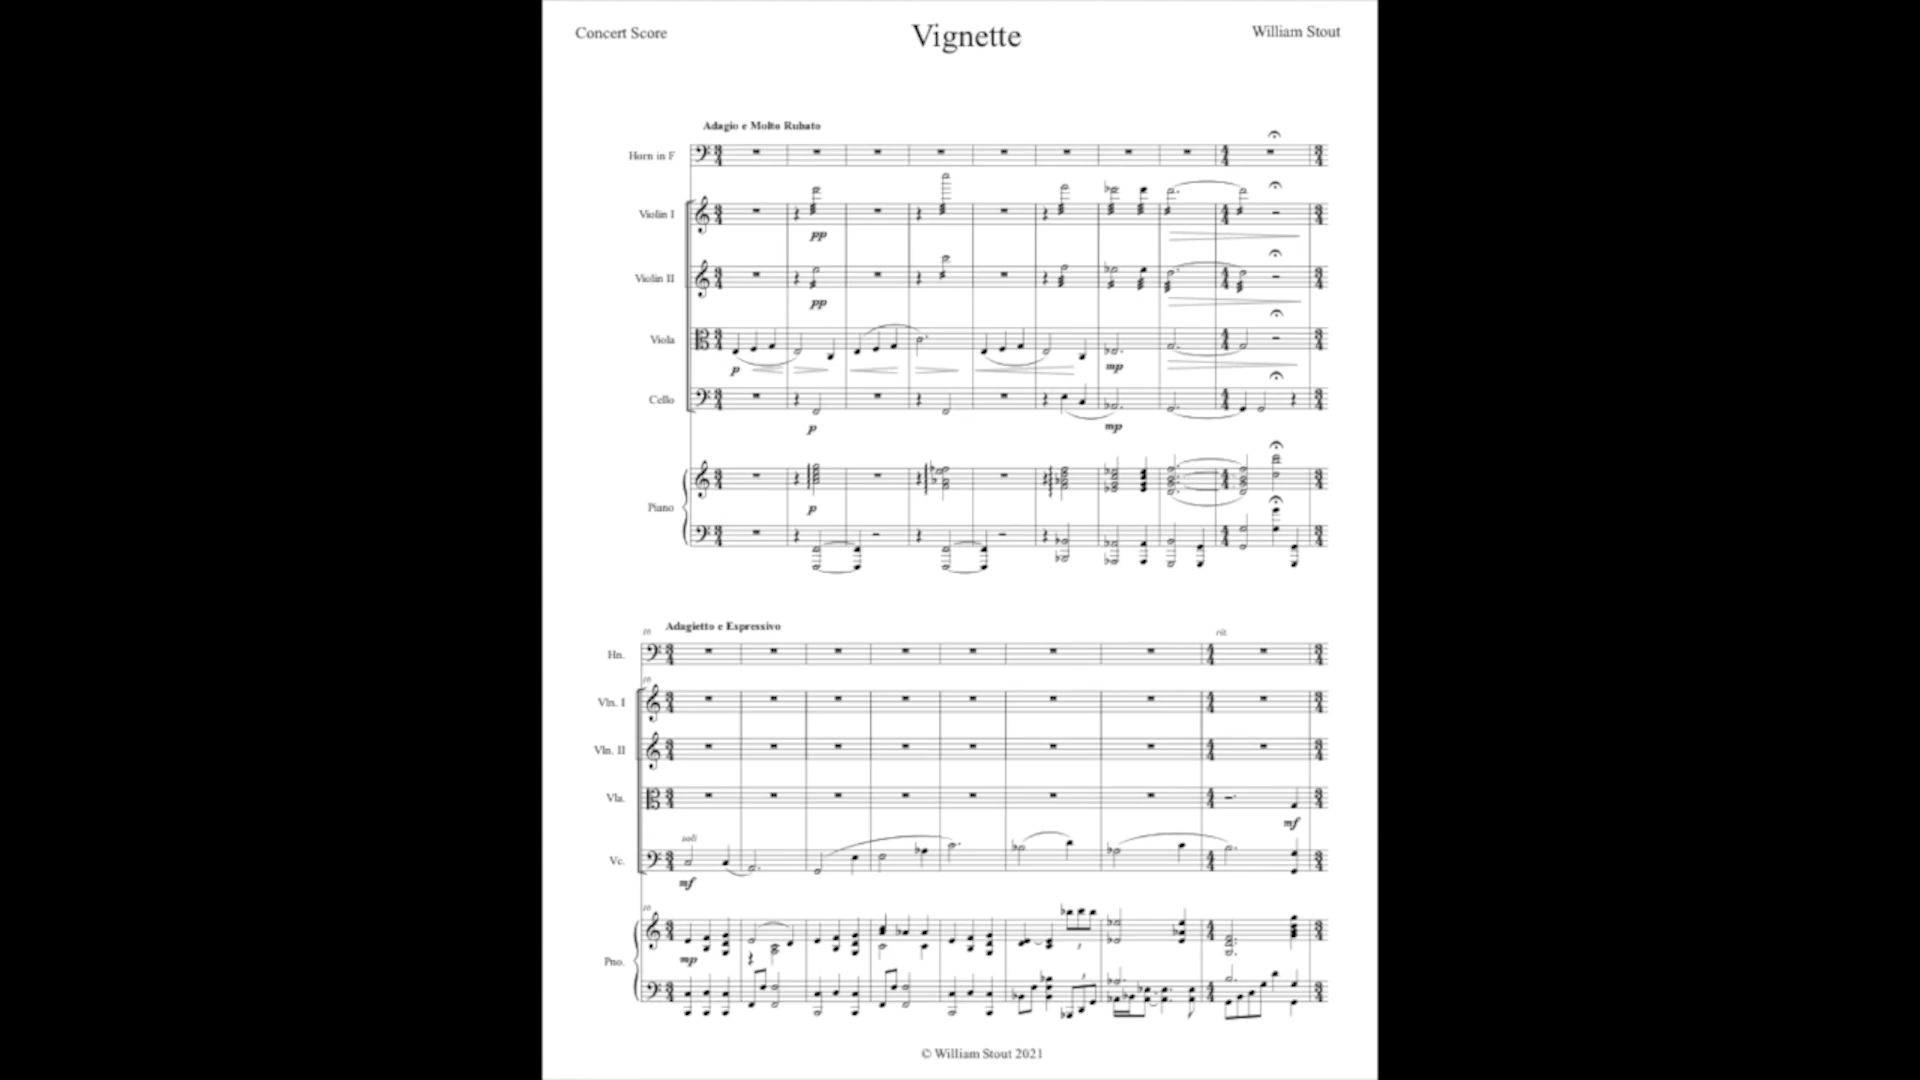 Concert Score
Vignette
William Stout
Adagio e Molto Rubato
Horn in F
Violin I
pp
Violin II
pp
Viola
p
mp
Cello
p
mp
Piano
p
10
Adagietto e Espressivo
rit.
Hn.
10
Vln. I
Vln. II
Vla.
mf
soli
Vc.
mf
10
Pno.
mp
3
3
© William Stout 2021